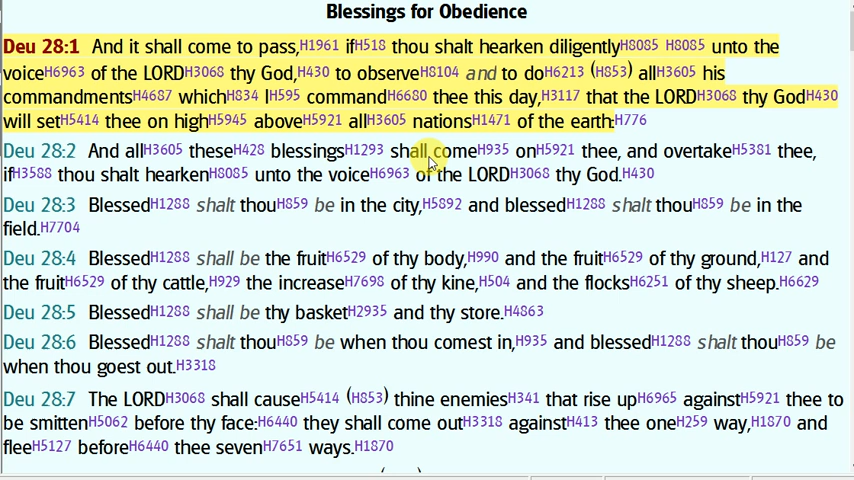 Blessings for Obedience
Deu 28:1 And it shall come to pass,H1961 ifH518 thou shalt hearken diligentlyH8085 H8085 unto the
voiceH6963 of the LORDH3068 thy God,H430 to observeH8104 and to doH6213 (H853) allH3605 his
commandmentsH4687 whichH834 IH595 commandH6680 thee this day,H3117 that the LORDH3068 thy GodH430
will setH5414 thee on highH5945 aboveH5921 allH3605 nationsH1471 of the earth:H776
Deu 28:2 And allH3605 theseH428 blessingsH1293 shall comeH935 onH5921 thee, and overtakeH5381 thee,
ifH3588 thou shalt hearkenH8085 unto the voiceH6963 of the LORDH3068 thy God.H430
Deu 28:3 BlessedH1288 shalt thouH859 be in the city,H5892 and blessedH1288 shalt thouH859 be in the
field.H7704
Deu 28:4 BlessedH1288 shall be the fruitH6529 of thy body,H990 and the fruitH6529 of thy ground,H127 and
the fruitH6529 of thy cattle,H929 the increaseH7698 of thy kine,H504 and the flocksH6251 of thy sheep.H6629
Deu 28:5 BlessedH1288 shall be thy basketH2935 and thy store.H4863
Deu 28:6 BlessedH1288 shalt thouH859 be when thou comest in,H935 and blessedH1288 shalt thouH859 be
when thou goest out.H3318
Deu 28:7 The LORDH3068 shall causeH5414 (H853) thine enemiesH341 that rise upH6965 againstH5921 thee to
be smittenH5062 before thy face:H6440 they shall come outH3318 againstH413 thee oneH259 way,H1870 and
fleeH5127 beforeH6440 thee sevenH7651 ways.H1870